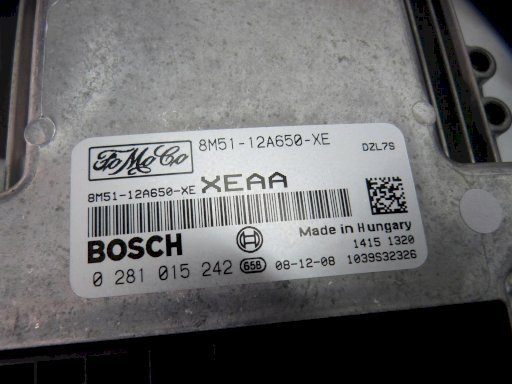 FoMoCo
8M51-12A650-XE
DZL7S
8M51-12A650-XE XEAA
BOSCH
Made in Hungary
1415 1320
0 281 015 242 658 08-12-08 1039S32326